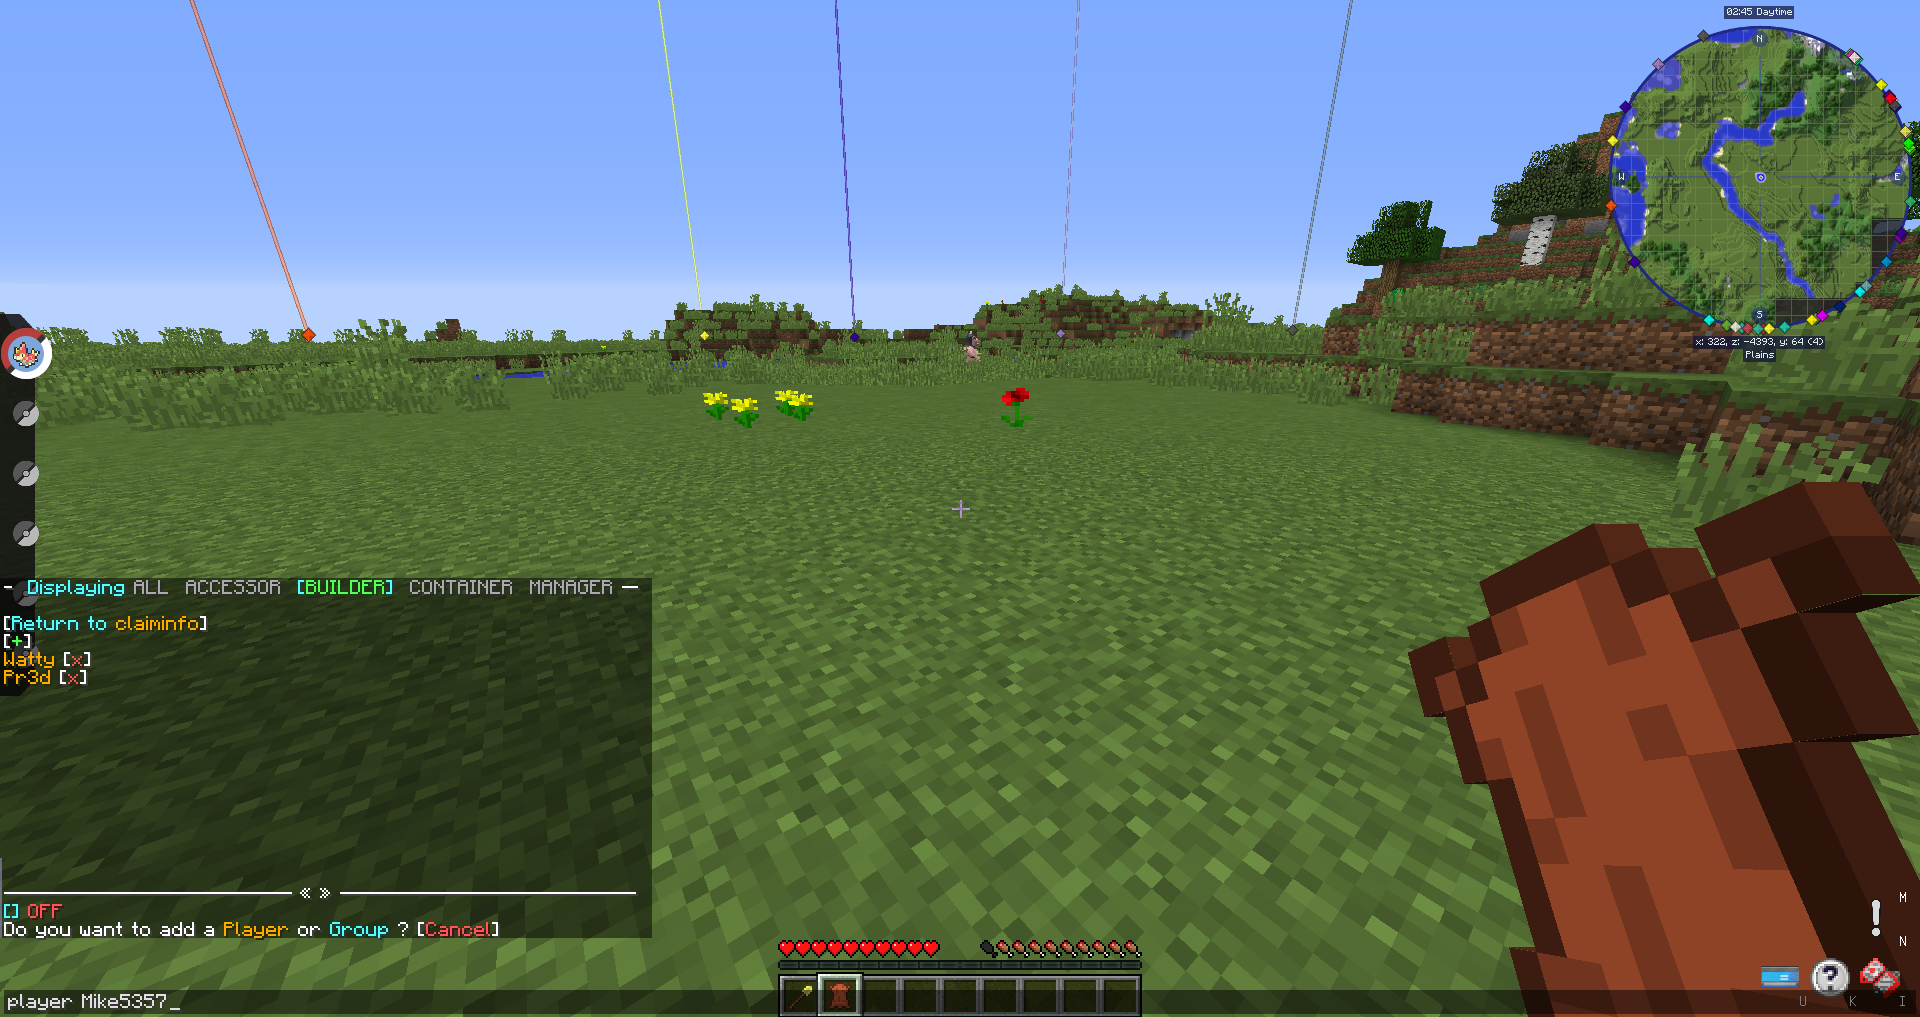 02:45 Daytime
N
W
E
S
x: 322, z: -4393, y: 64 (4)
Plains
- Displaying ALL ACCESSOR [BUILDER] CONTAINER MANAGER —
[Return to claiminfo]
[+]
Watty [x]
Pr3d [x]
« »
[] OFF
Do you want to add a Player or Group ? [Cancel]
player Mike5357_
M
N
U
K
I